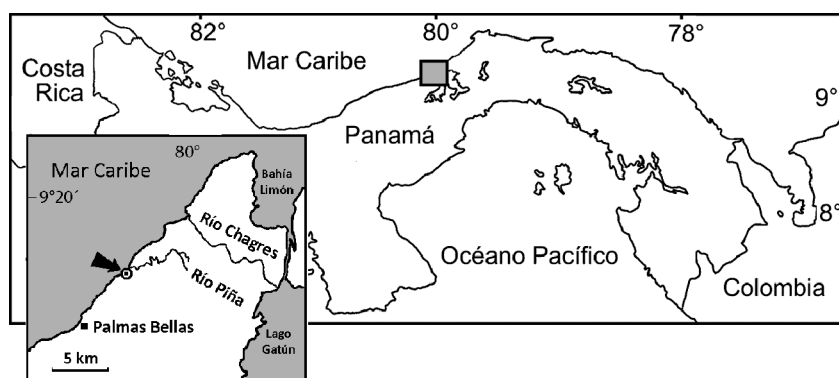 82°
80°
78°
Costa
Rica
Mar Caribe
9°
Panamá
8°
Océano Pacífico
Colombia
80°
Mar Caribe
Bahía
Limón
9°20´
Río Chagres
Río Piña
Palmas Bellas
Lago
Gatún
5 km